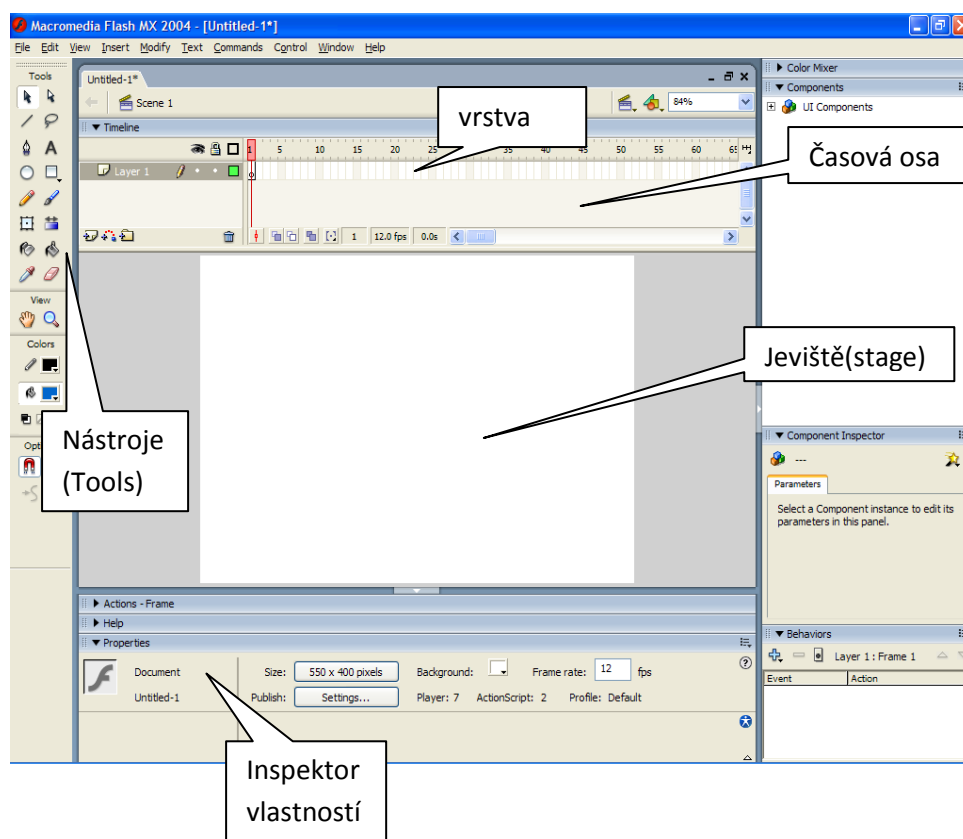 Macromedia Flash MX 2004 - [Untitled-1*]
File Edit View Insert Modify Text Commands Control Window Help
Tools
View
Colors
Untitled-1*
Scene 1
84%
Timeline
1 5 10 15 20 25 35 40 45 50 55 60 65
Layer 1
1 12.0 fps 0.0s
vrstva
Časová osa
Jeviště(stage)
Nástroje
(Tools)
Color Mixer
Components
UI Components
Component Inspector
---
Parameters
Select a Component instance to edit its
parameters in this panel.
Behaviors
Layer 1 : Frame 1
Event Action
Actions - Frame
Help
Properties
Document Size: 550 x 400 pixels Background: Frame rate: 12 fps
Untitled-1 Publish: Settings... Player: 7 ActionScript: 2 Profile: Default
Inspektor
vlastností